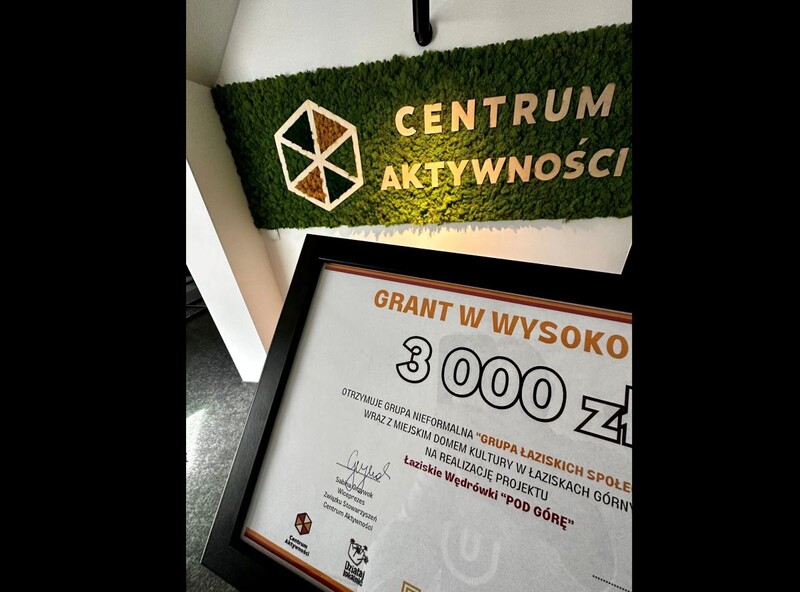 CENTRUM
AKTYWNOŚCI
GRANT W WYSOKO
3 000 zł
OTRZYMUJE GRUPA NIEFORMALNA "GRUPA ŁAZISKICH SPOŁE
WRAZ Z MIEJSKIM DOMEM KULTURY W ŁAZISKACH GÓRNY
NA REALIZACJĘ PROJEKTU
Łaziskie Wędrówki "POD GÓRĘ"
Wiceprezes
Związku Stowarzyszeń
Centrum Aktywności
Centrum
Aktywności
Działaj
lokalnie